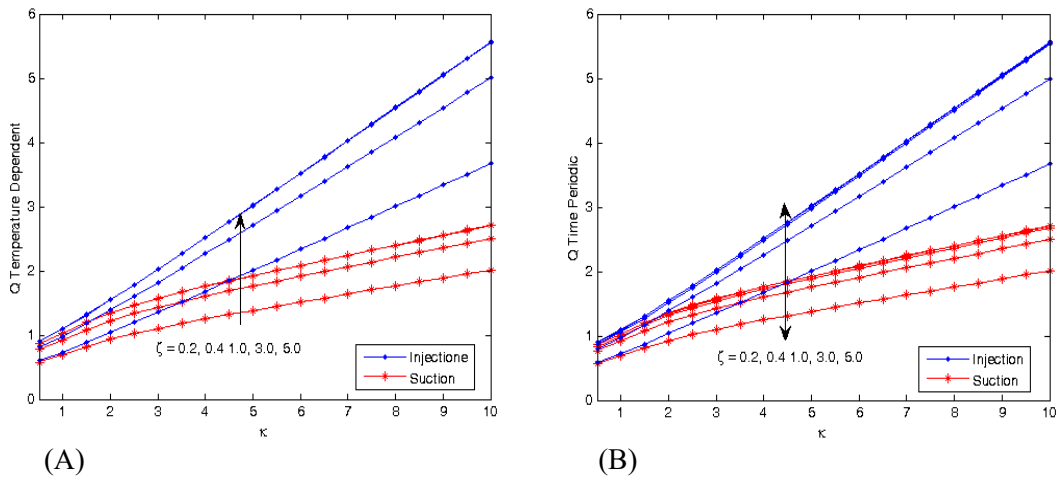 6
5
4
3
2
1
0
Q Temperature Dependent
ζ = 0.2, 0.4 1.0, 3.0, 5.0
Injectione
Suction
1 2 3 4 5 6 7 8 9 10
κ
(A)
6
5
4
3
2
1
0
Q Time Periodic
ζ = 0.2, 0.4 1.0, 3.0, 5.0
Injection
Suction
1 2 3 4 5 6 7 8 9 10
κ
(B)